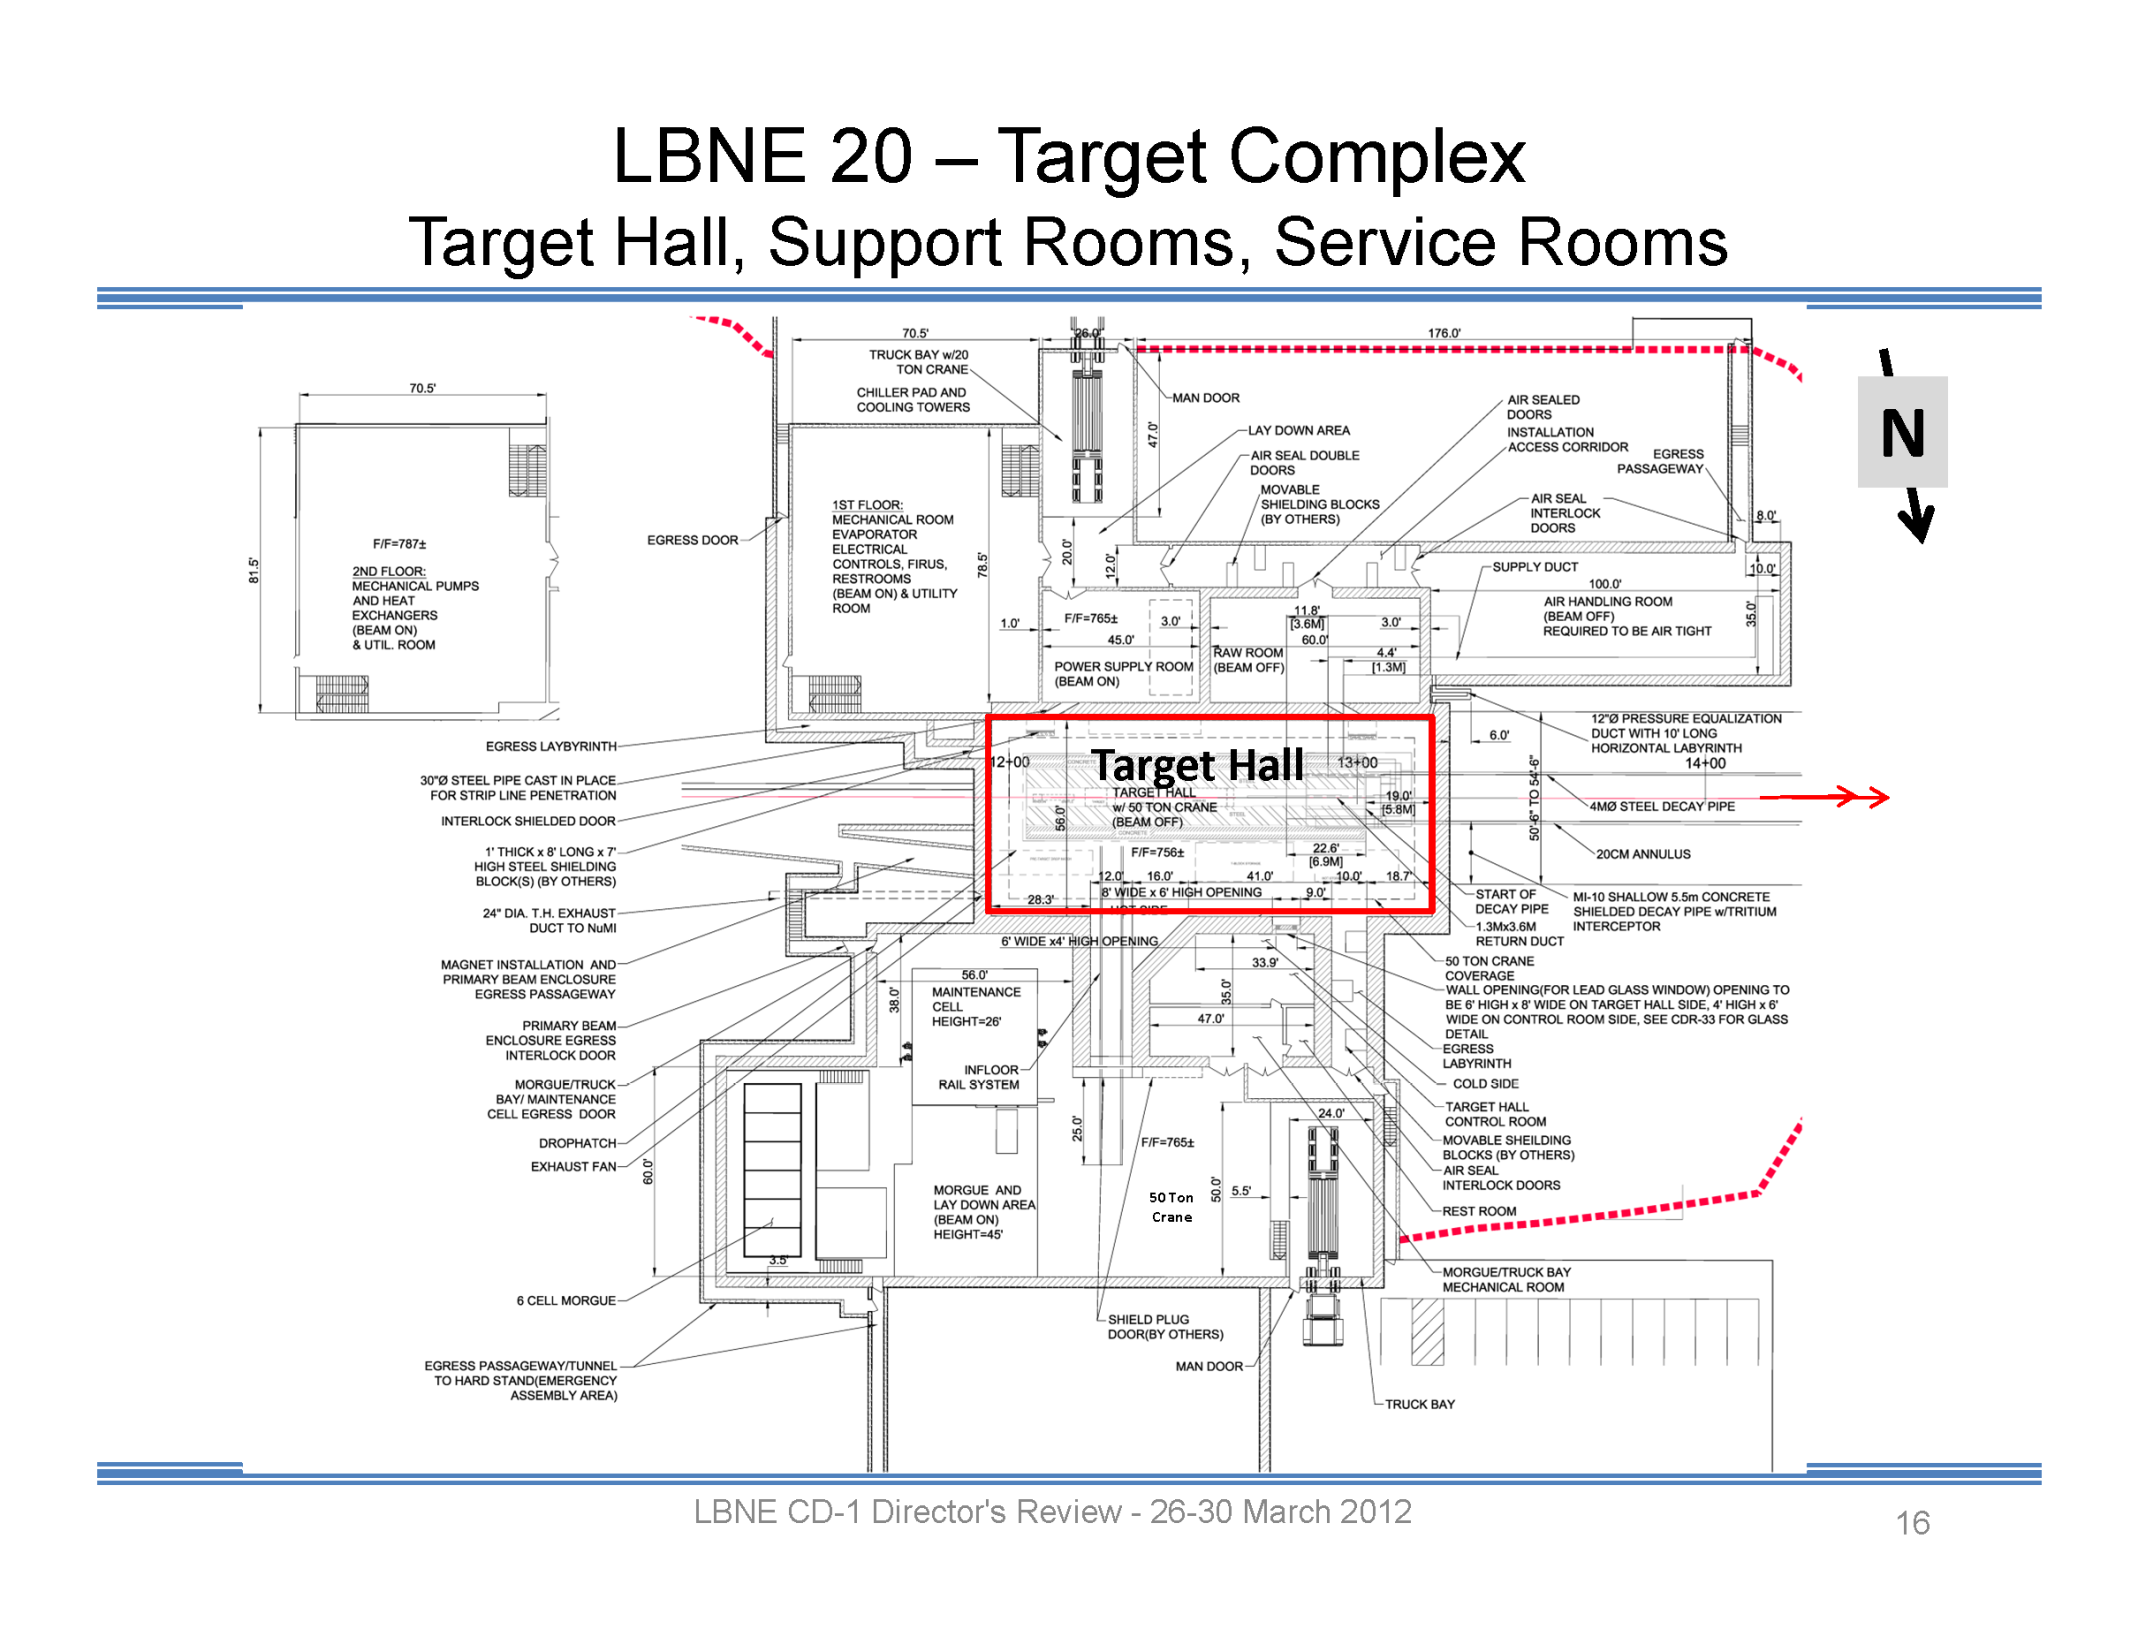 LBNE 20 – Target Complex
Target Hall, Support Rooms, Service Rooms
70.5'
26.0'
176.0'
TRUCK BAY w/20
TON CRANE
CHILLER PAD AND
COOLING TOWERS
70.5'
MAN DOOR
47.0'
LAY DOWN AREA
AIR SEAL DOUBLE
DOORS
MOVABLE
SHIELDING BLOCKS
(BY OTHERS)
AIR SEALED
DOORS
INSTALLATION
ACCESS CORRIDOR
EGRESS
PASSAGEWAY
AIR SEAL
INTERLOCK
DOORS
8.0'
N
81.5'
F/F=787±
2ND FLOOR:
MECHANICAL PUMPS
AND HEAT
EXCHANGERS
(BEAM ON)
& UTIL. ROOM
EGRESS DOOR
1ST FLOOR:
MECHANICAL ROOM
EVAPORATOR
ELECTRICAL
CONTROLS, FIRUS,
RESTROOMS
(BEAM ON) & UTILITY
ROOM
78.5'
20.0'
12.0'
SUPPLY DUCT
10.0'
100.0'
AIR HANDLING ROOM
(BEAM OFF)
REQUIRED TO BE AIR TIGHT
35.0'
1.0'
F/F=765±
3.0'
45.0'
POWER SUPPLY ROOM
(BEAM ON)
11.8'
[3.6M]
3.0'
60.0'
RAW ROOM
(BEAM OFF)
4.4'
[1.3M]
EGRESS LAYBYRINTH
30"Ø STEEL PIPE CAST IN PLACE
FOR STRIP LINE PENETRATION
INTERLOCK SHIELDED DOOR
1' THICK x 8' LONG x 7'
HIGH STEEL SHIELDING
BLOCK(S) (BY OTHERS)
24" DIA. T.H. EXHAUST
DUCT TO NuMI
MAGNET INSTALLATION AND
PRIMARY BEAM ENCLOSURE
EGRESS PASSAGEWAY
PRIMARY BEAM
ENCLOSURE EGRESS
INTERLOCK DOOR
MORGUE/TRUCK
BAY/ MAINTENANCE
CELL EGRESS DOOR
DROPHATCH
EXHAUST FAN
6 CELL MORGUE
EGRESS PASSAGEWAY/TUNNEL
TO HARD STAND(EMERGENCY
ASSEMBLY AREA)
12+00
CONCRETE
Target Hall
13+00
TARGET HALL
w/ 50 TON CRANE
(BEAM OFF)
STEEL
CONCRETE
56.0'
19.0'
[5.8M]
F/F=756±
22.6'
[6.9M]
12.0'
16.0'
41.0'
10.0'
18.7'
8' WIDE x 6' HIGH OPENING
9.0'
28.3'
HOT SIDE
6.0'
12"Ø PRESSURE EQUALIZATION
DUCT WITH 10' LONG
HORIZONTAL LABYRINTH
14+00
50'-6" TO 54'-6"
4MØ STEEL DECAY PIPE
20CM ANNULUS
START OF
DECAY PIPE
MI-10 SHALLOW 5.5m CONCRETE
SHIELDED DECAY PIPE w/TRITIUM
INTERCEPTOR
1.3Mx3.6M
RETURN DUCT
50 TON CRANE
COVERAGE
WALL OPENING(FOR LEAD GLASS WINDOW) OPENING TO
BE 6' HIGH x 8' WIDE ON TARGET HALL SIDE, 4' HIGH x 6'
WIDE ON CONTROL ROOM SIDE, SEE CDR-33 FOR GLASS
DETAIL
EGRESS
LABYRINTH
COLD SIDE
TARGET HALL
CONTROL ROOM
MOVABLE SHEILDING
BLOCKS (BY OTHERS)
AIR SEAL
INTERLOCK DOORS
REST ROOM
MORGUE/TRUCK BAY
MECHANICAL ROOM
TRUCK BAY
6' WIDE x4' HIGH OPENING
56.0'
38.0'
MAINTENANCE
CELL
HEIGHT=26'
33.9'
35.0'
47.0'
INFLOOR
RAIL SYSTEM
60.0'
25.0'
F/F=765±
24.0'
MORGUE AND
LAY DOWN AREA
(BEAM ON)
HEIGHT=45'
50 Ton
Crane
50.0'
5.5'
3.5'
SHIELD PLUG
DOOR(BY OTHERS)
MAN DOOR
LBNE CD-1 Director's Review - 26-30 March 2012
16